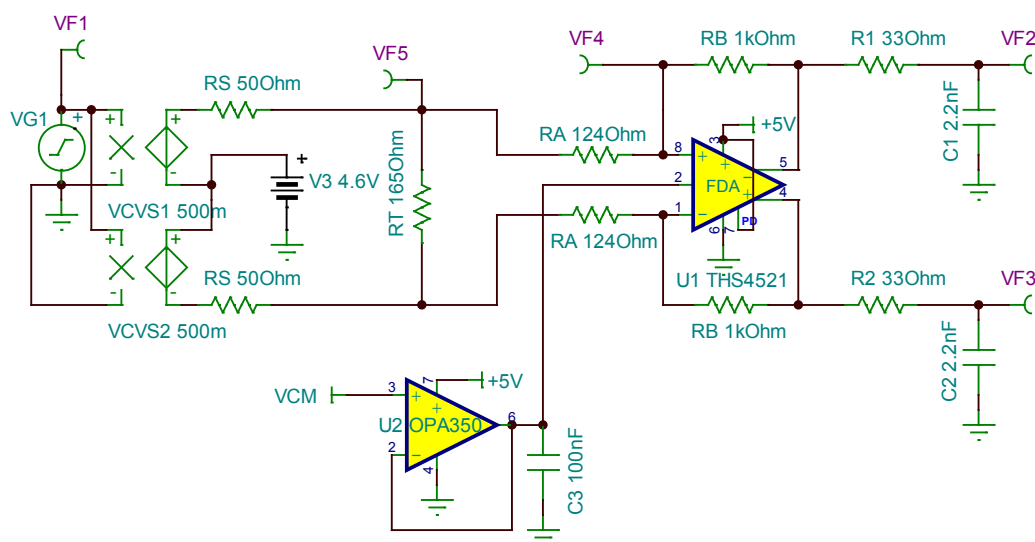 VF1
VF5
VF4
RB 1kOhm
R1 33Ohm
VF2
RS 50Ohm
VG1
+
+
-
+
-
+
V3 4.6V
VCVS1 500m
RT 165Ohm
RA 124Ohm
+5V
3
8
+
2
FDA
-
+
5
4
1
-
PD
6
7
C1 2.2nF
RA 124Ohm
U1 THS4521
RB 1kOhm
R2 33Ohm
VF3
C2 2.2nF
+
-
+
-
RS 50Ohm
VCVS2 500m
VCM
3
+
+
7
+5V
U2 OPA350
6
2
-
4
C3 100nF